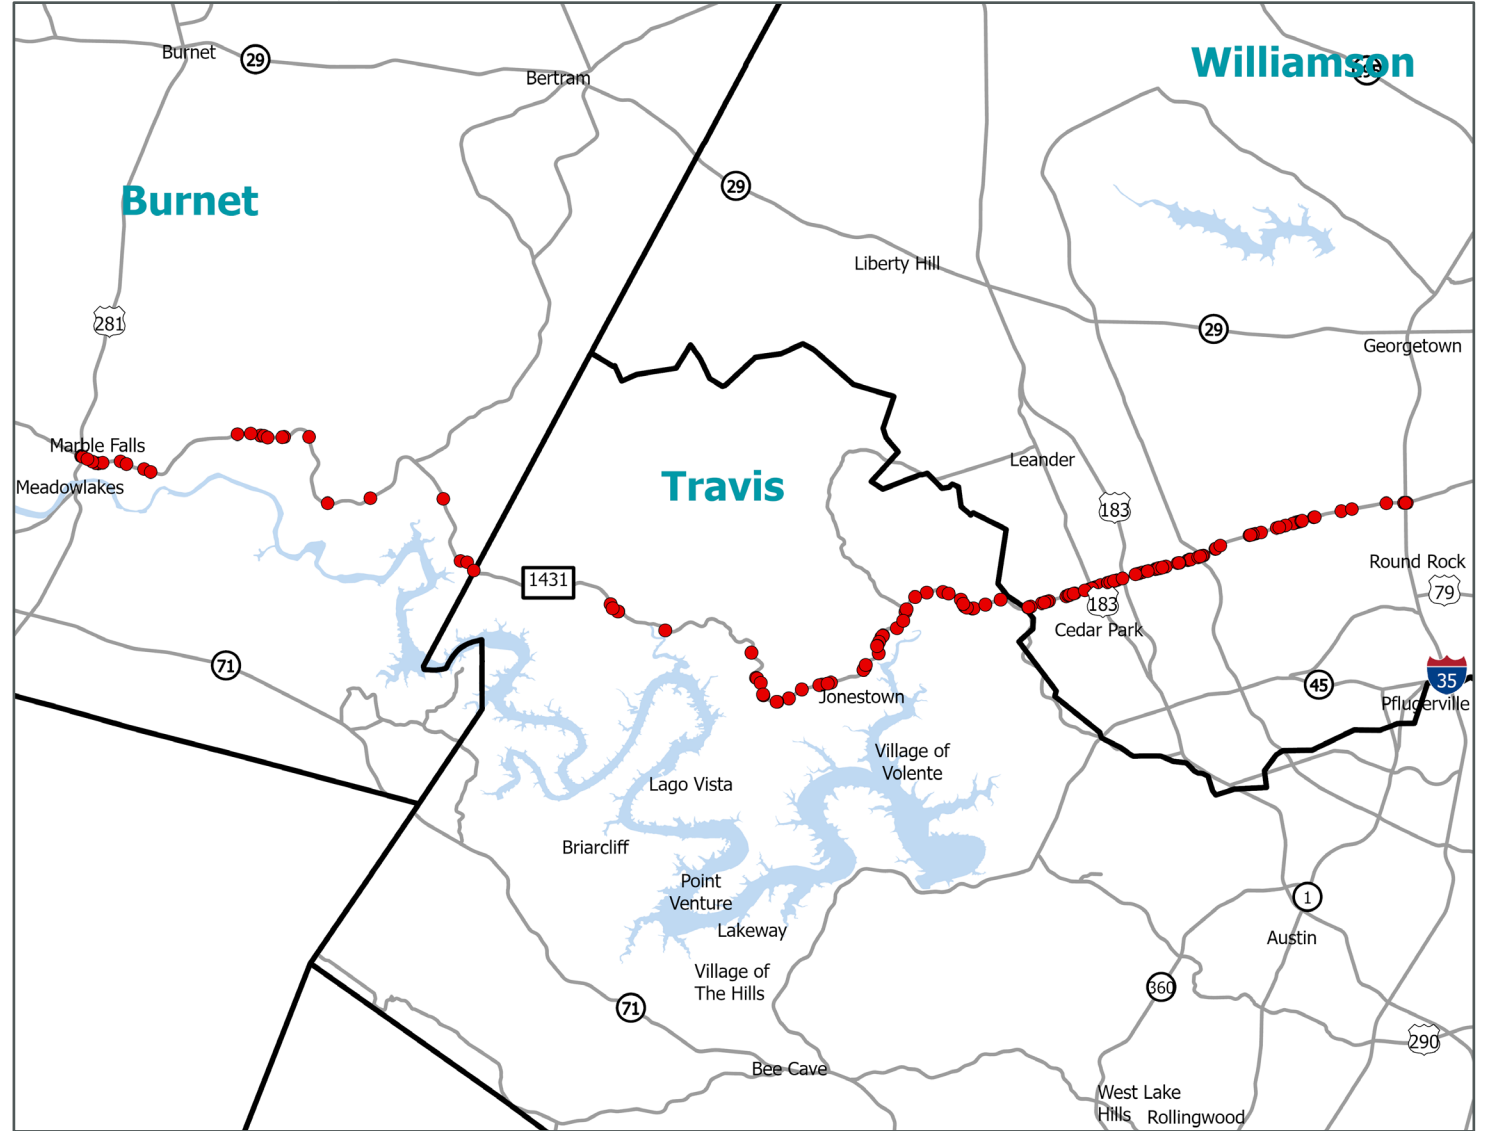 Burnet
29
Williamson
Bertram
29
Burnet
Liberty Hill
281
29
Georgetown
Marble Falls
Leander
Meadowlakes
Travis
183
Round Rock
1431
79
183
Cedar Park
71
45
35
Jonestown
Pflugerville
Village of
Volente
Lago Vista
Briarcliff
Point
Venture
1
Lakeway
Austin
Village of
The Hills
360
71
290
Bee Cave
West Lake
Hills
Rollingwood